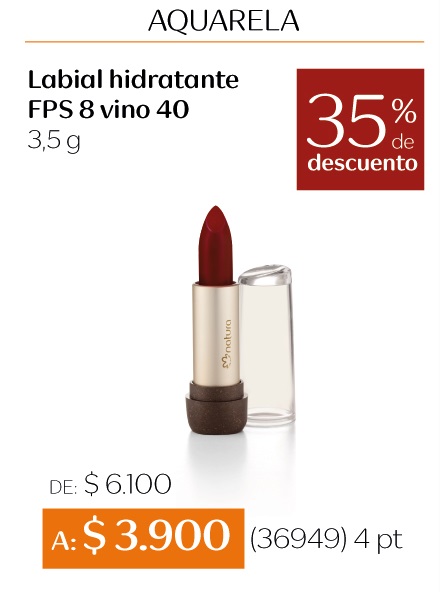 AQUARELA
Labial hidratante
FPS 8 vino 40
3,5 g
35%
de
descuento
natura
DE: $ 6.100
A: $ 3.900 (36949) 4 pt